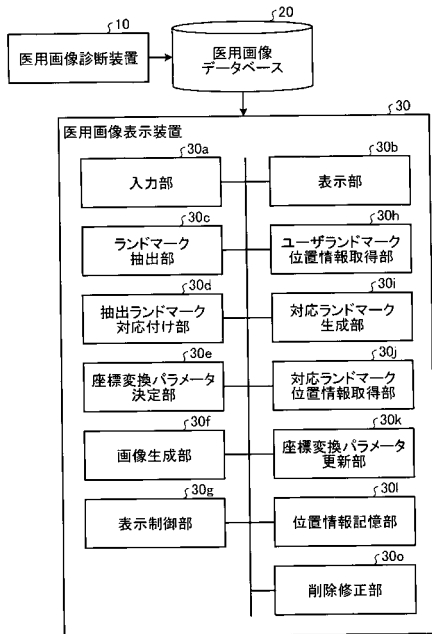 10
医用画像診断装置
20
医用画像
データベース
30
医用画像表示装置
30a
入力部
30b
表示部
30c
ランドマーク
抽出部
30h
ユーザランドマーク
位置情報取得部
30d
抽出ランドマーク
対応付け部
30i
対応ランドマーク
生成部
30e
座標変換パラメータ
決定部
30j
対応ランドマーク
位置情報取得部
30f
画像生成部
30k
座標変換パラメータ
更新部
30g
表示制御部
30l
位置情報記憶部
30o
削除修正部